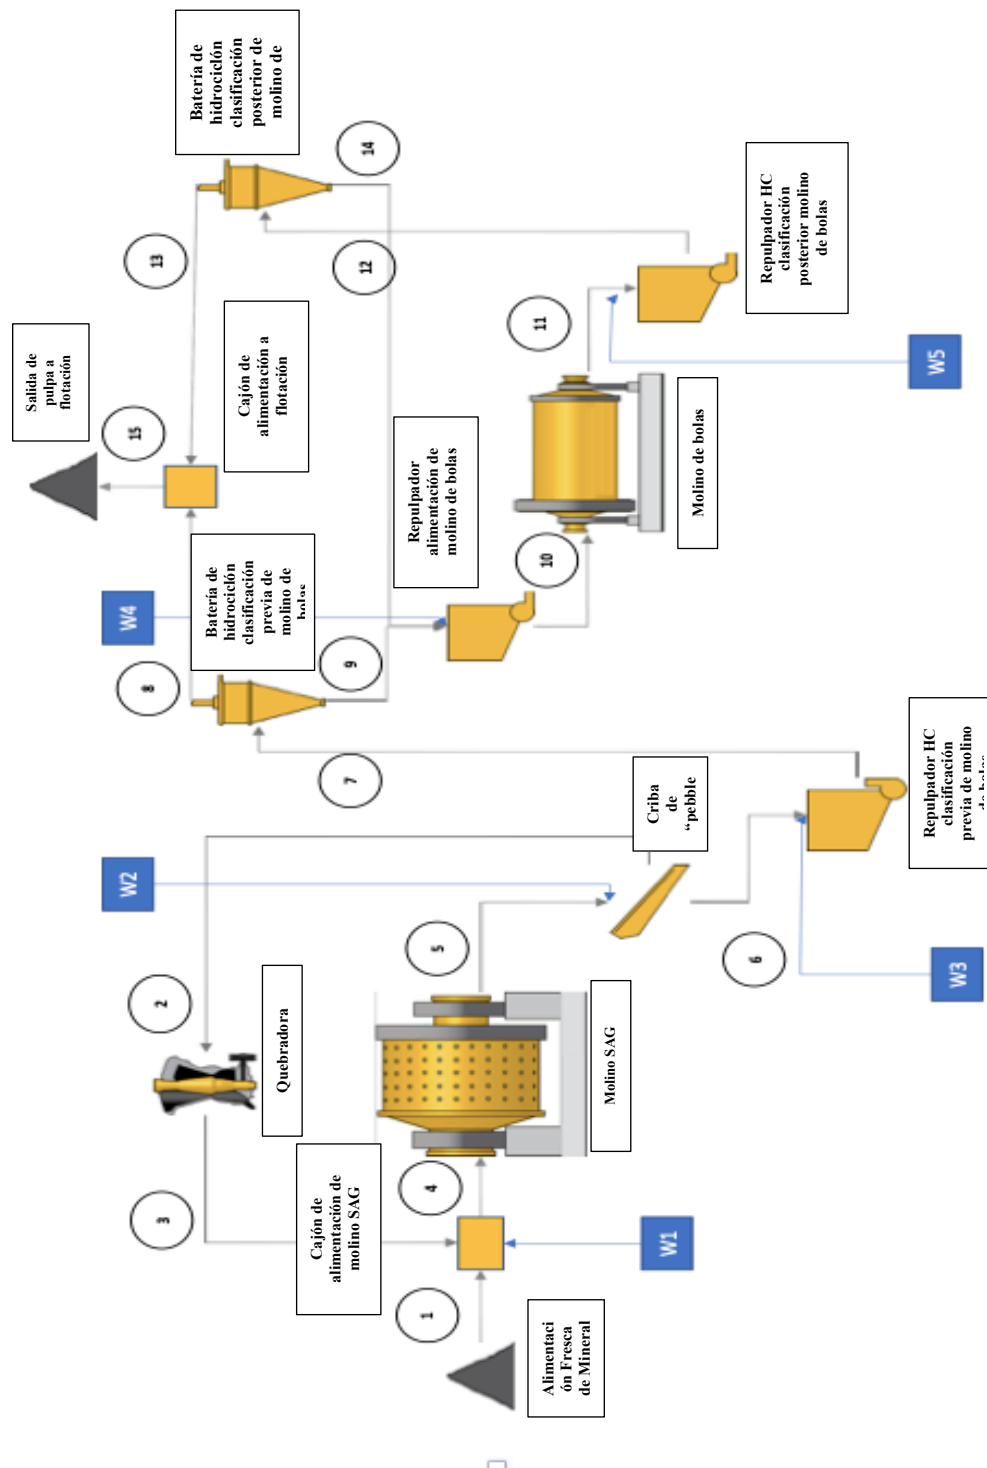 Batería de
hidrociclón
clasificación
posterior de
molino de
14
13
12
Salida de
pulpa a
flotación
15
Cajón de
alimentación a
flotación
Repulpador HC
clasificación
posterior molino
de bolas
11
W5
Repulpador
alimentación de
molino de bolas
Molino de bolas
10
W4
Batería de
hidrociclón
clasificación
previa de
molino de
bolas
8
9
7
Criba
de
“pebble
Repulpador HC
clasificación
previa de molino
de bolas
W2
5
6
W3
2
Quebradora
Molino SAG
3
Cajón de
alimentación de
molino SAG
4
W1
1
Alimentaci
ón Fresca
de Mineral